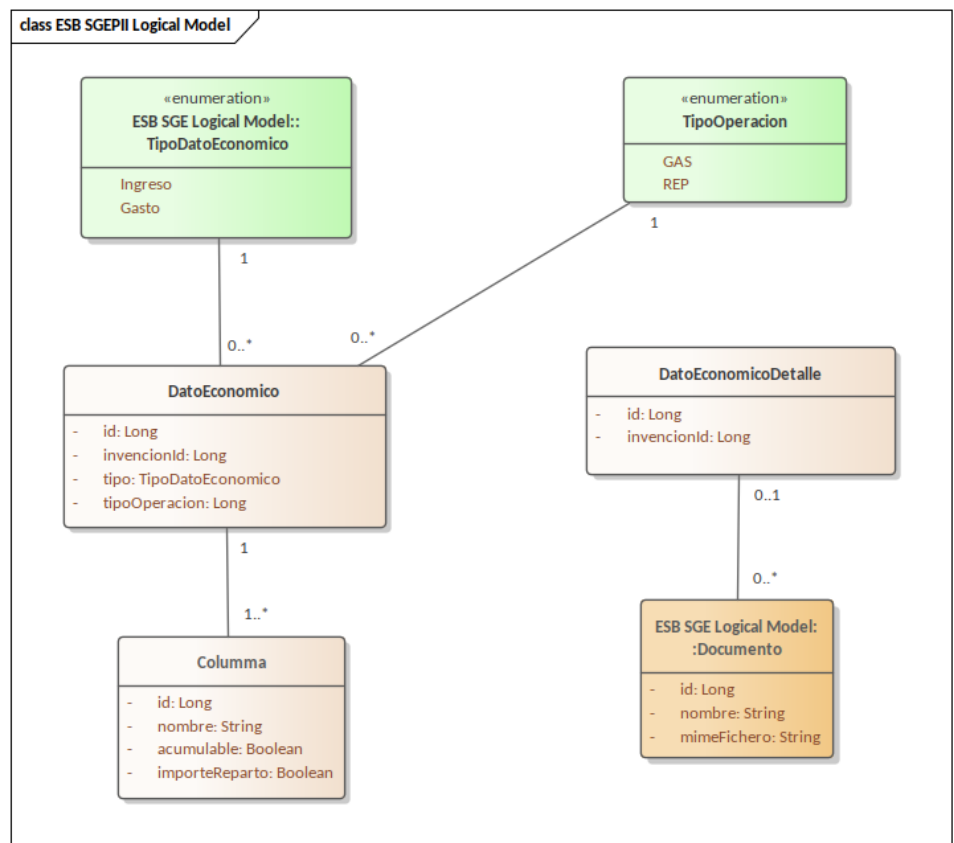 class ESB SGEPII Logical Model
«enumeration»
ESB SGE Logical Model::
TipoDatoEconomico
Ingreso
Gasto
«enumeration»
TipoOperacion
GAS
REP
1
1
0..*
0..*
DatoEconomico
- id: Long
- invencionId: Long
- tipo: TipoDatoEconomico
- tipoOperacion: Long
DatoEconomicoDetalle
- id: Long
- invencionId: Long
1
0..1
1..*
0..*
Columma
- id: Long
- nombre: String
- acumulable: Boolean
- importeReparto: Boolean
ESB SGE Logical Model:
:Documento
- id: Long
- nombre: String
- mimeFichero: String